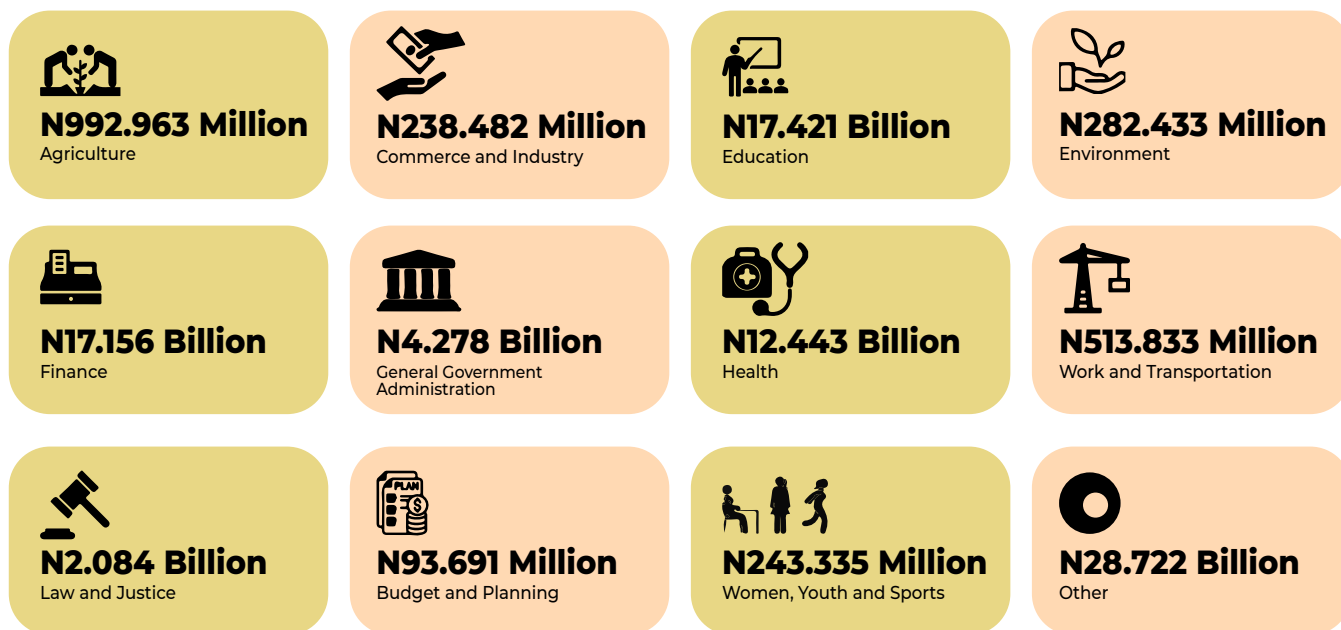 N992.963 Million
Agriculture
N238.482 Million
Commerce and Industry
N17.421 Billion
Education
N282.433 Million
Environment
N17.156 Billion
Finance
N4.278 Billion
General Government
Administration
N12.443 Billion
Health
N513.833 Million
Work and Transportation
N2.084 Billion
Law and Justice
PLAN
$
N93.691 Million
Budget and Planning
N243.335 Million
Women, Youth and Sports
N28.722 Billion
Other